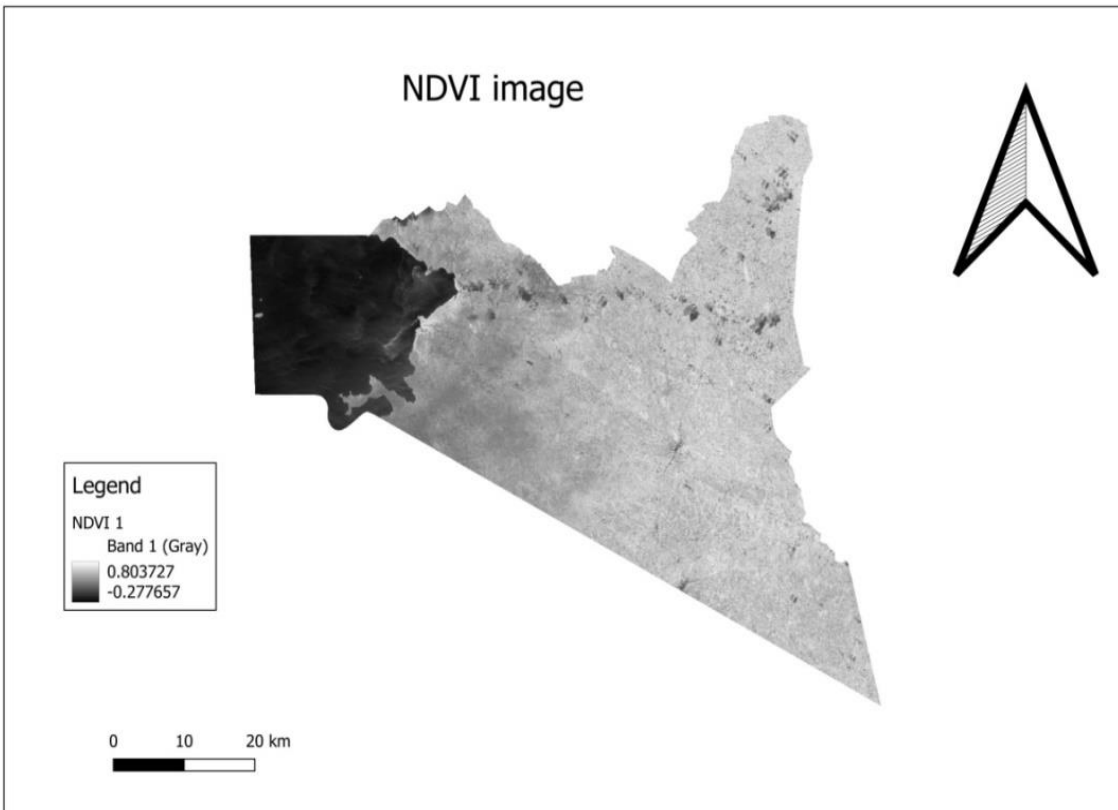 NDVI image
Legend
NDVI 1
Band 1 (Gray)
0.803727
-0.277657
0 10 20 km